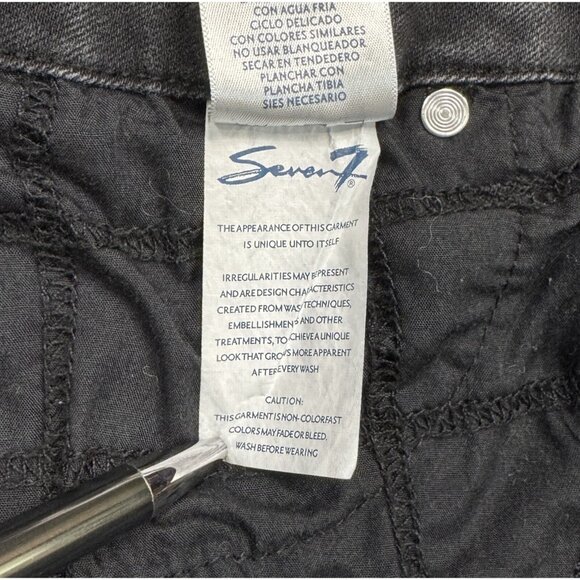 CON AGUA FRIA
CICLO DELICADO
CON COLORES SIMILARES
NO USAR BLANQUEADOR
SECAR EN TENDEDERO
PLANCHAR CON
PLANCHA TIBIA
SIES NECESARIO
Seven7®
THE APPEARANCE OF THIS GARMENT
IS UNIQUE UNTO ITSELF
IRREGULARITIES MAY BE PRESENT
AND ARE DESIGN CHARACTERISTICS
CREATED FROM WASH TECHNIQUES,
EMBELLISHMENTS AND OTHER
TREATMENTS, TO ACHIEVE A UNIQUE
LOOK THAT GROWS MORE APPARENT
AFTER EVERY WASH
CAUTION:
THIS GARMENT IS NON-COLORFAST
COLORS MAY FADE OR BLEED,
WASH BEFORE WEARING